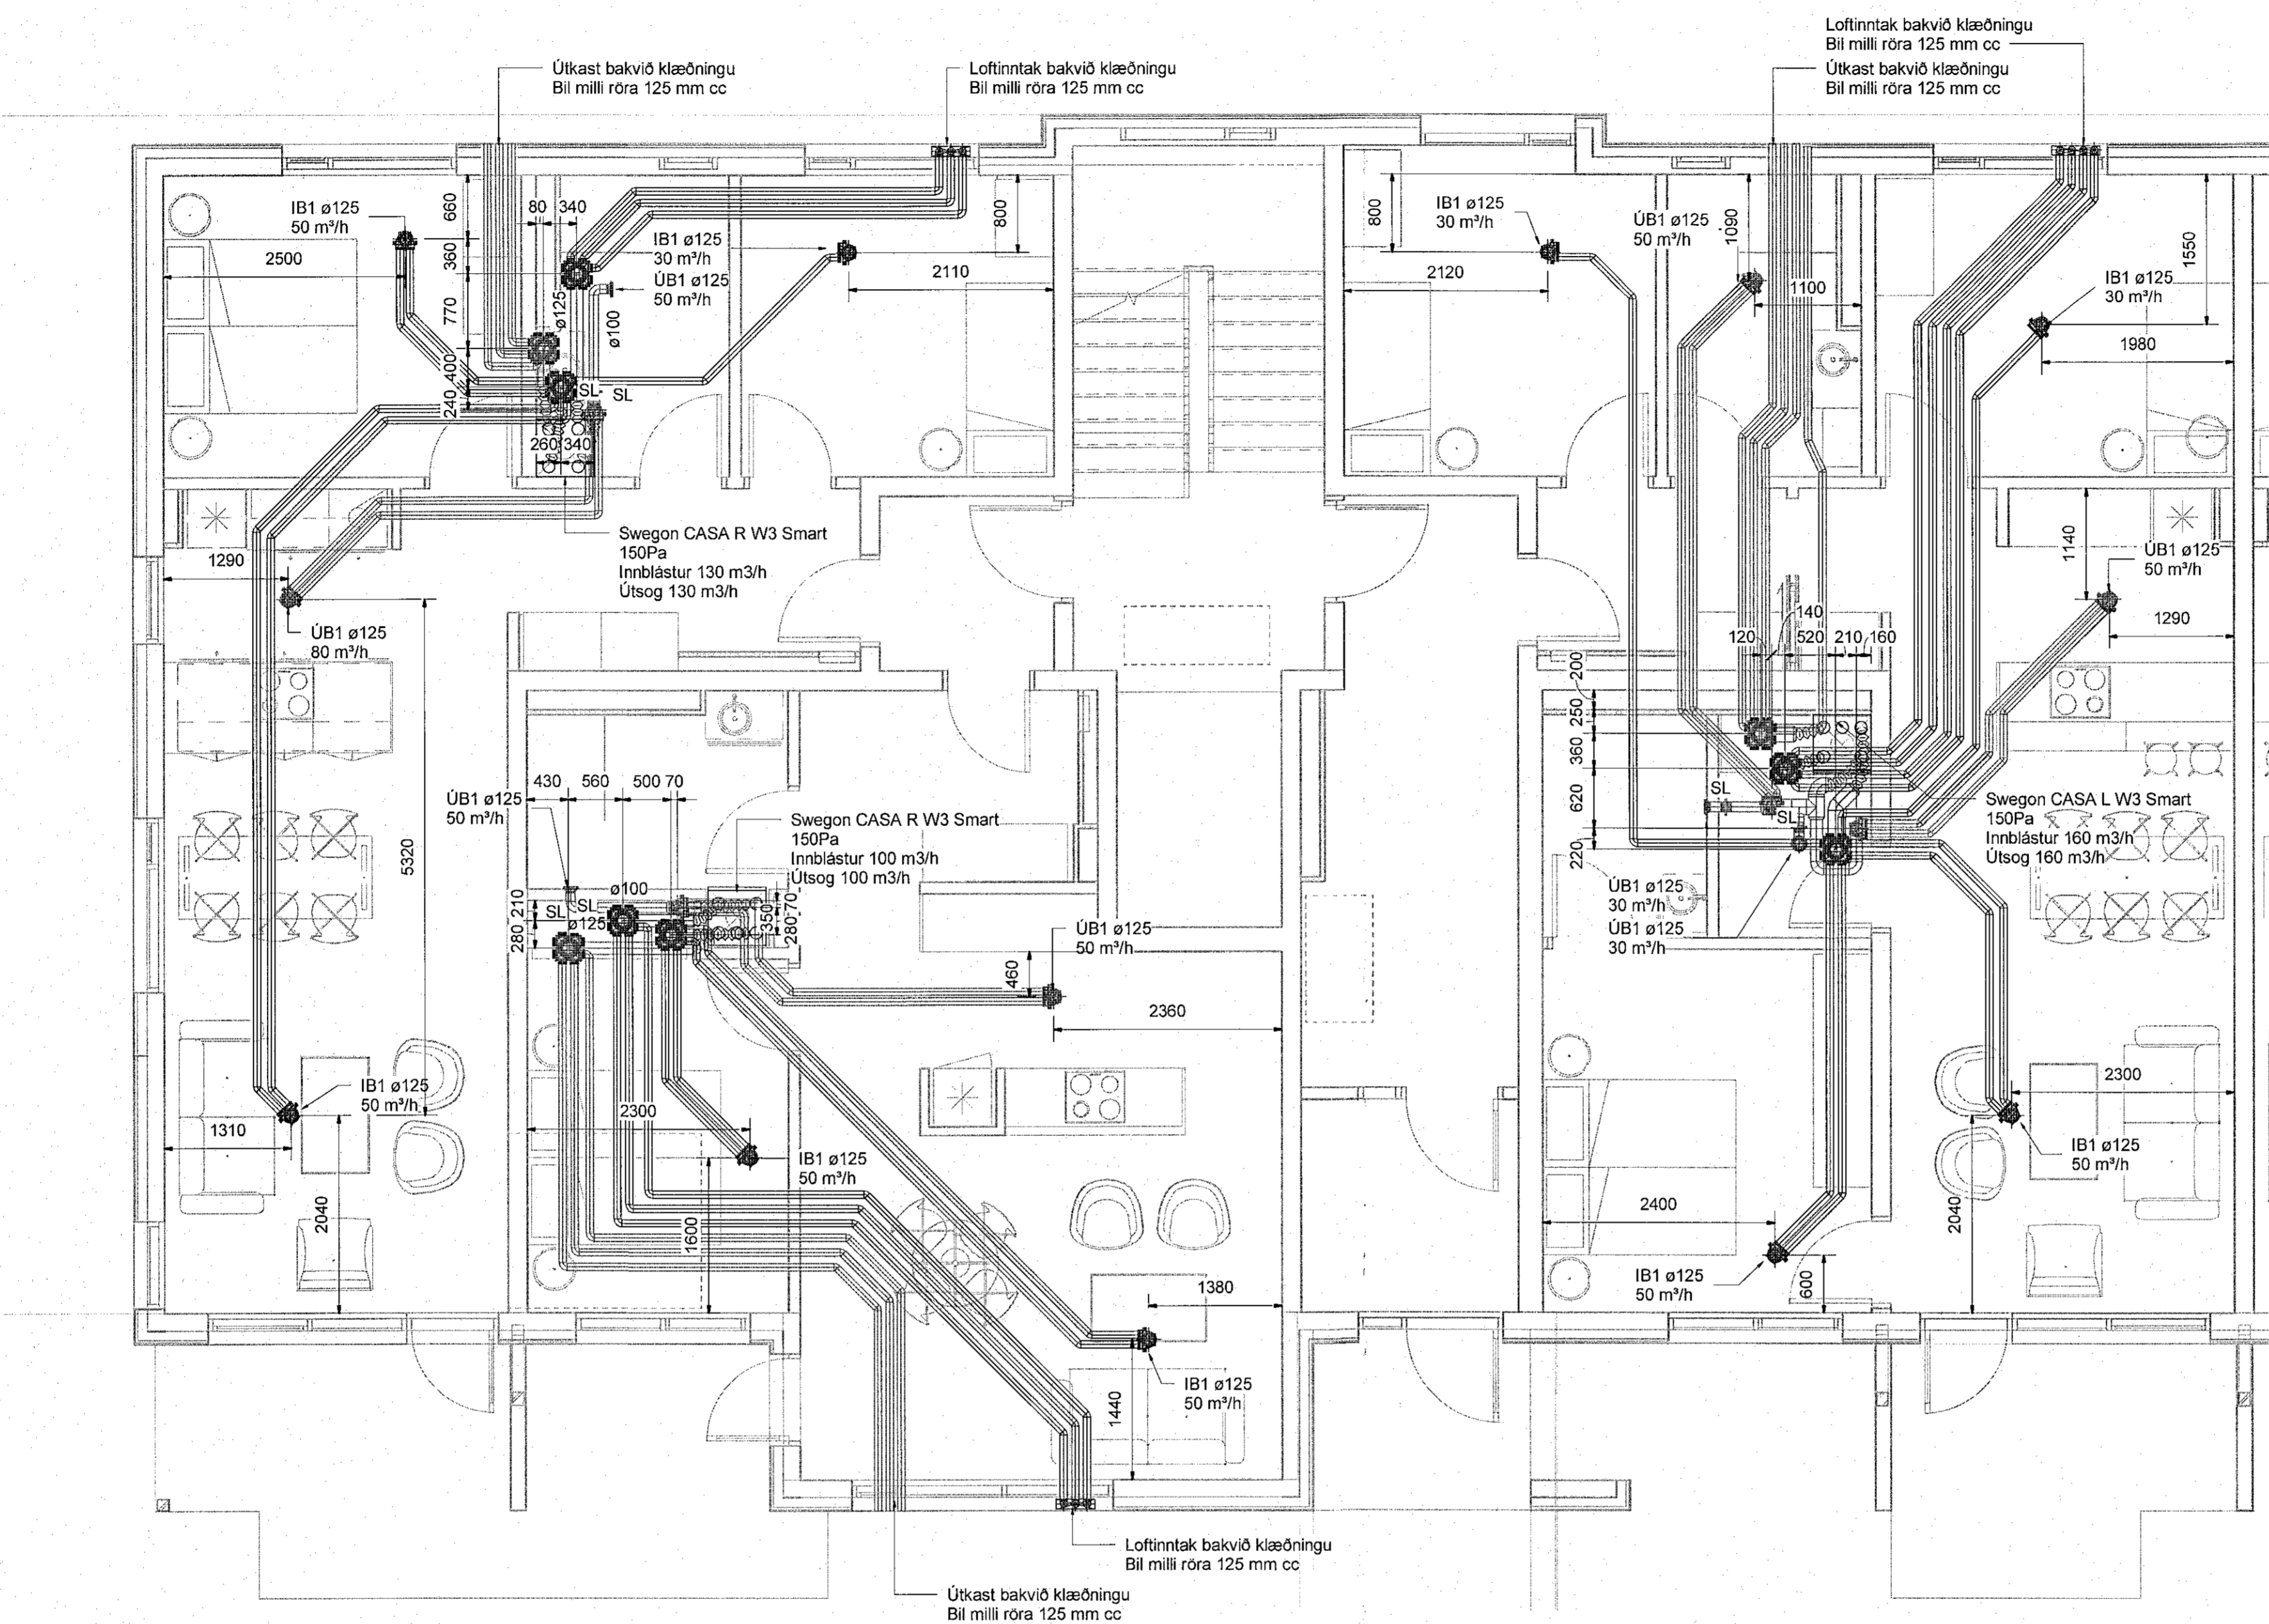 Loftinntak bakvið klæðningu
Bil milli röra 125 mm cc
Útkast bakvið klæðningu
Bil milli röra 125 mm cc
Útkast bakvið klæðningu
Bil milli röra 125 mm cc
Loftinntak bakvið klæðningu
Bil milli röra 125 mm cc
IB1 ø125
50 m³/h
2500
660
360
770
400
240
80
340
ø125
ø100
IB1 ø125
30 m³/h
ÚB1 ø125
50 m³/h
800
2110
SL
SL
260
340
Swegon CASA R W3 Smart
150Pa
Innblástur 130 m3/h
Útsog 130 m3/h
1290
ÚB1 ø125
80 m³/h
5320
IB1 ø125
50 m³/h
1310
2040
800
2120
IB1 ø125
30 m³/h
ÚB1 ø125
50 m³/h
1090
1100
1550
IB1 ø125
30 m³/h
1980
1140
ÚB1 ø125
50 m³/h
1290
140
120
520
210
160
200
250
360
620
220
SL
SL
Swegon CASA L W3 Smart
150Pa
Innblástur 160 m3/h
Útsog 160 m3/h
ÚB1 ø125
30 m³/h
ÚB1 ø125
30 m³/h
430
560
500
70
ÚB1 ø125
50 m³/h
Swegon CASA R W3 Smart
150Pa
Innblástur 100 m3/h
Útsog 100 m3/h
210
280
SL
SL
ø100
ø125
350
70
280
ÚB1 ø125
50 m³/h
460
2360
2300
IB1 ø125
50 m³/h
1600
1380
IB1 ø125
50 m³/h
1440
2400
IB1 ø125
50 m³/h
600
2300
IB1 ø125
50 m³/h
2040
Loftinntak bakvið klæðningu
Bil milli röra 125 mm cc
Útkast bakvið klæðningu
Bil milli röra 125 mm cc